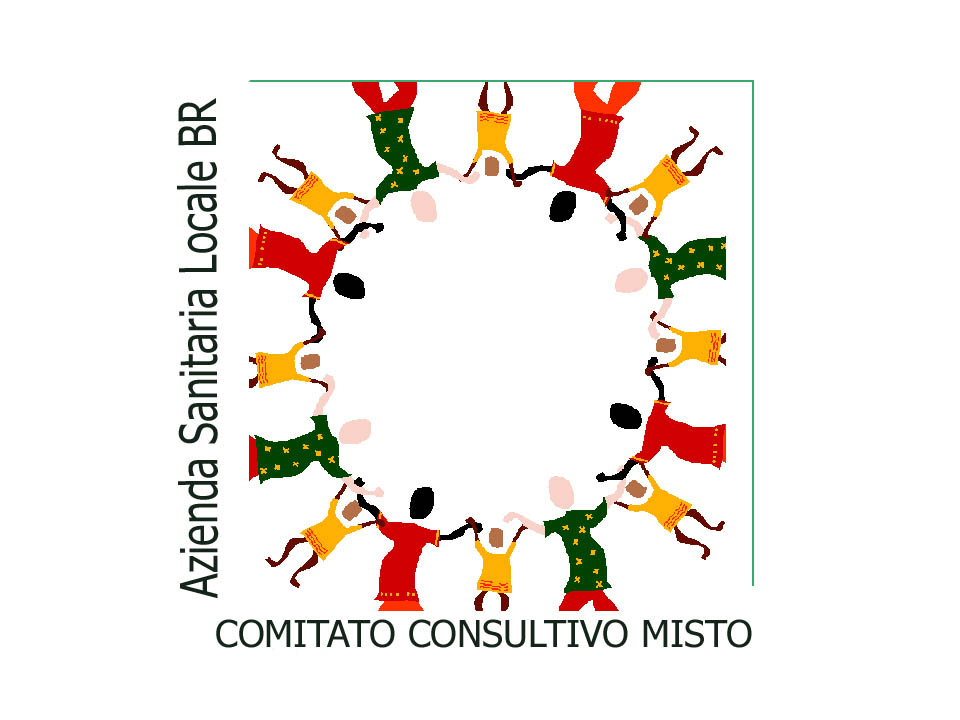 Azienda Sanitaria Locale BR
COMITATO CONSULTIVO MISTO